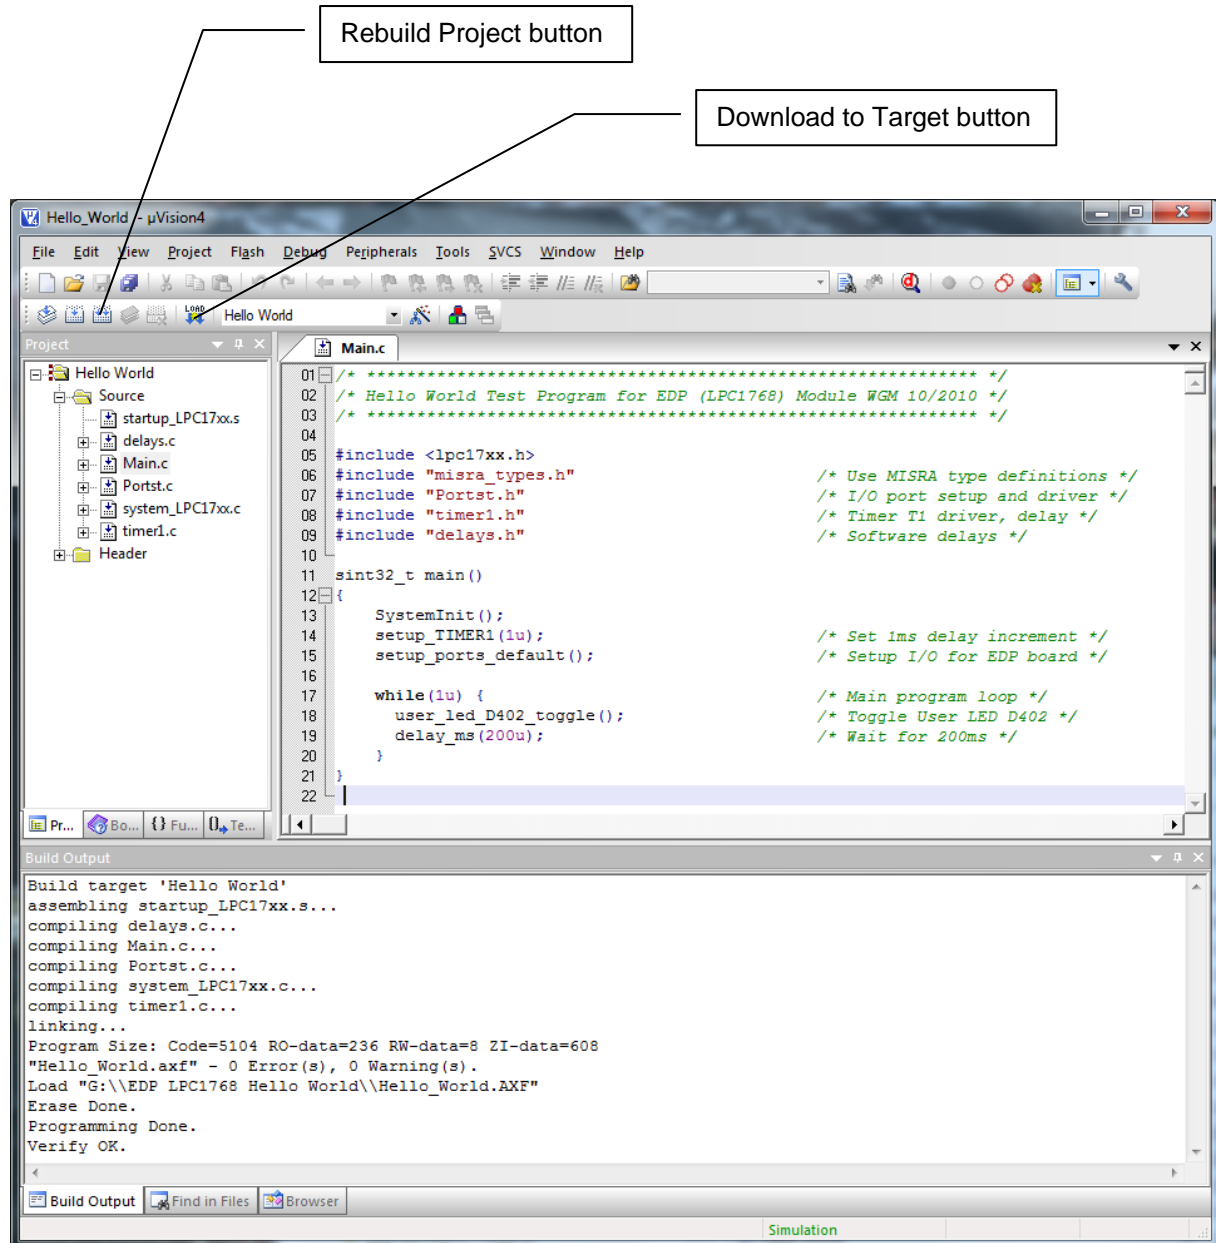 Rebuild Project button
Download to Target button
Hello_World - µVision4
File Edit View Project Flash Debug Peripherals Tools SVCS Window Help
LOAD
Hello World
Project
Main.c
Hello World
Source
startup_LPC17xx.s
delays.c
Main.c
Portst.c
system_LPC17xx.c
timer1.c
Header
01 /* ************************************************************* */
02 /* Hello World Test Program for EDP (LPC1768) Module WGM 10/2010 */
03 /* ************************************************************* */
04
05 #include <lpc17xx.h>
06 #include "misra_types.h" /* Use MISRA type definitions */
07 #include "Portst.h" /* I/O port setup and driver */
08 #include "timer1.h" /* Timer T1 driver, delay */
09 #include "delays.h" /* Software delays */
10
11 sint32_t main()
12 {
13 SystemInit();
14 setup_TIMER1(1u); /* Set 1ms delay increment */
15 setup_ports_default(); /* Setup I/O for EDP board */
16
17 while(1u) { /* Main program loop */
18 user_led_D402_toggle(); /* Toggle User LED D402 */
19 delay_ms(200u); /* Wait for 200ms */
20 }
21 }
22
Pr... Bo... {} Fu... Te...
Build Output
Build target 'Hello World'
assembling startup_LPC17xx.s...
compiling delays.c...
compiling Main.c...
compiling Portst.c...
compiling system_LPC17xx.c...
compiling timer1.c...
linking...
Program Size: Code=5104 RO-data=236 RW-data=8 ZI-data=608
"Hello_World.axf" - 0 Error(s), 0 Warning(s).
Load "G:\\EDP LPC1768 Hello World\\Hello_World.AXF"
Erase Done.
Programming Done.
Verify OK.
Build Output Find in Files Browser
Simulation